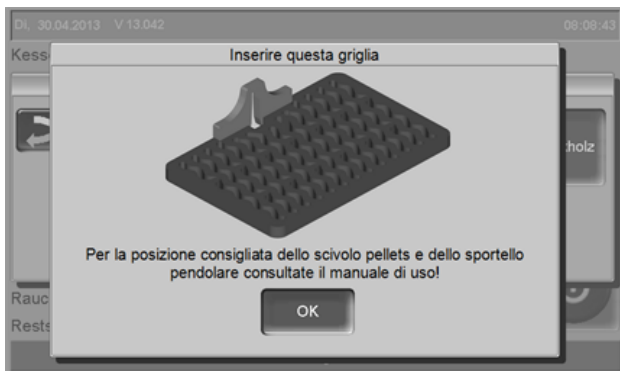 Di, 30.04.2013 V 13.042 08:08:43
Kess
Inserire questa griglia
tholz
Per la posizione consigliata dello scivolo pellets e dello sportello
pendolare consultate il manuale di uso!
OK
Rauc
Rests